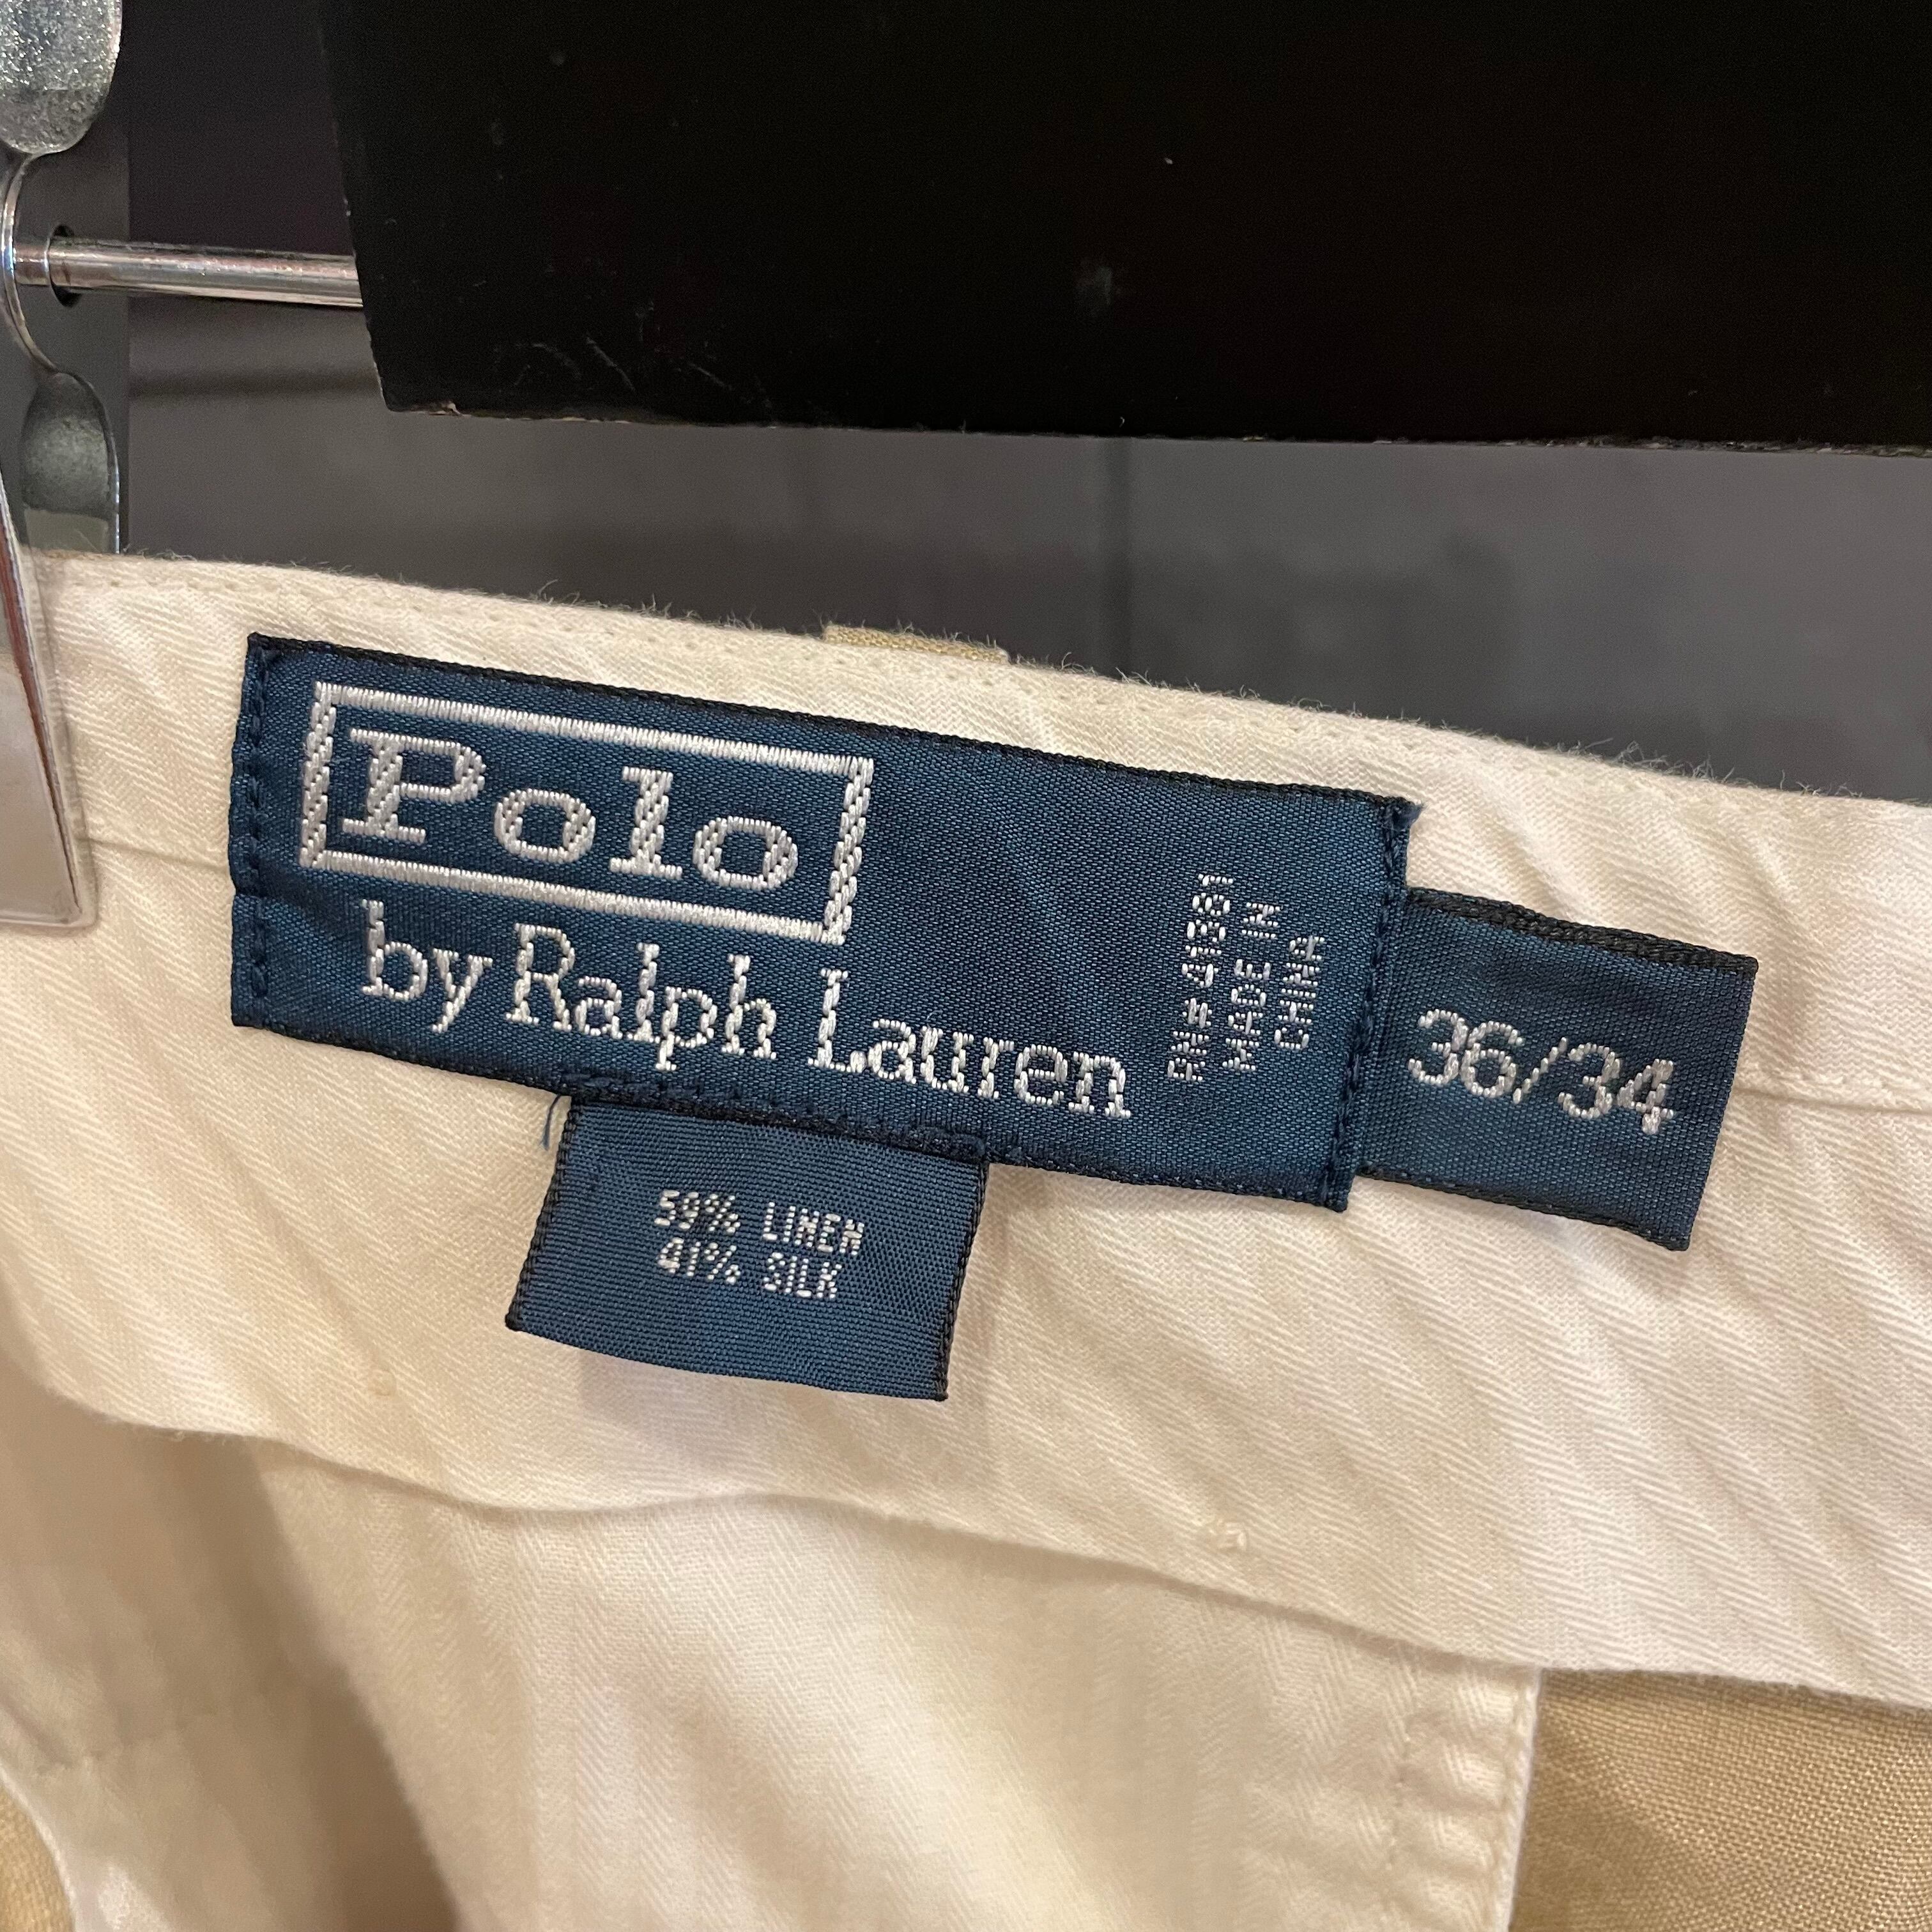 Polo
by Ralph Lauren
RN≡41381
MADE IN
CHINA
36/34
59% LINEN
41% SILK